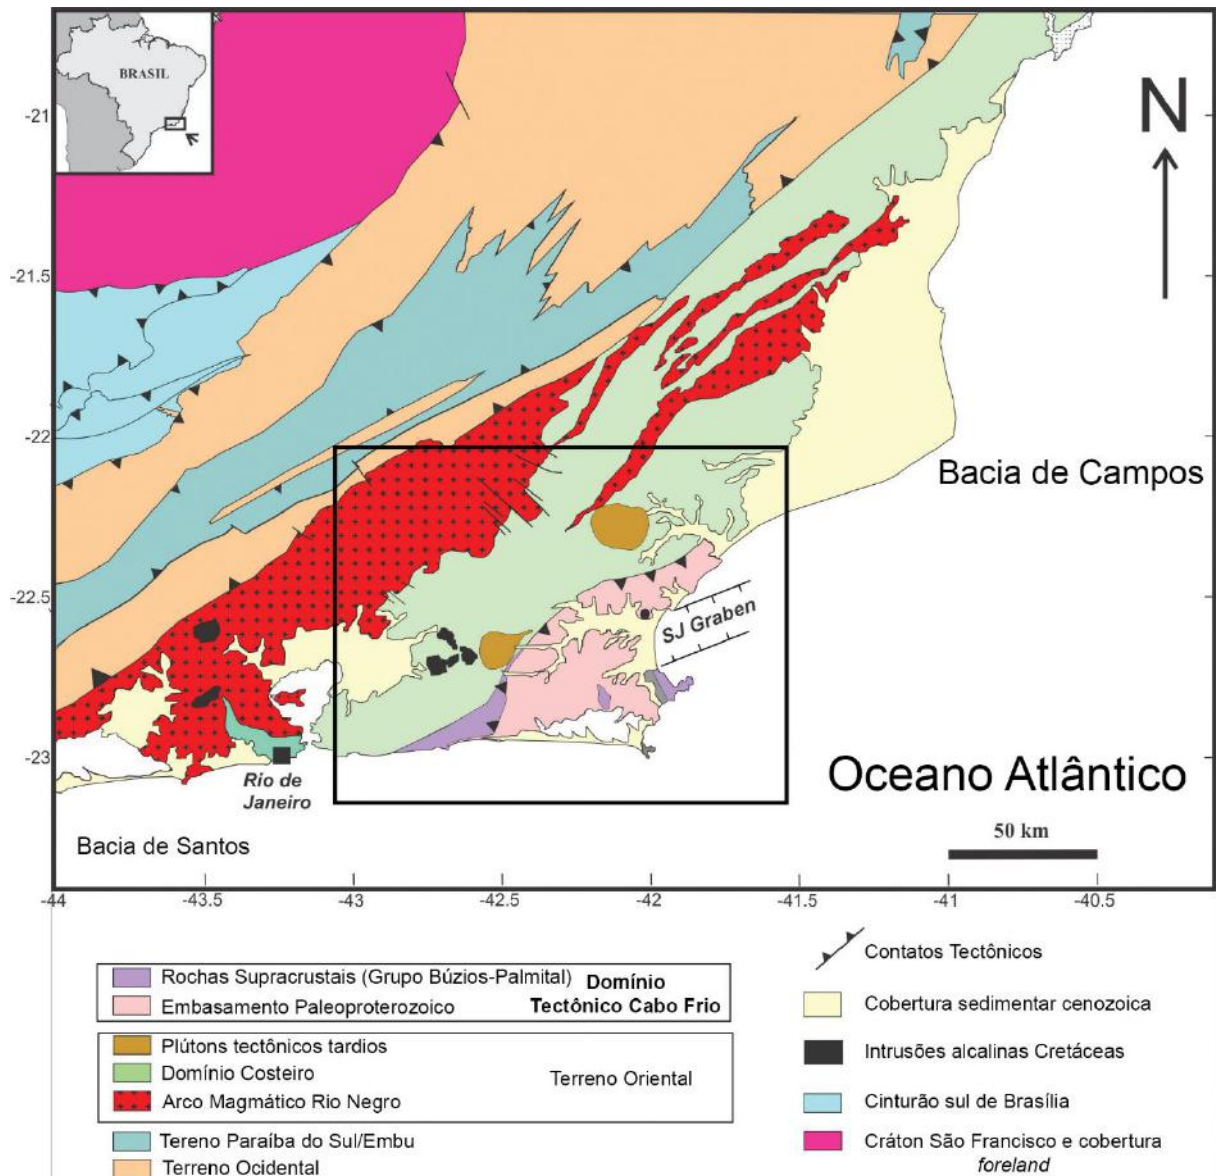 BRASIL
N
-21
-21.5
-22
-22.5
-23
Bacia de Campos
SJ Graben
Oceano Atlântico
Rio de
Janeiro
Bacia de Santos
50 km
-44
-43.5
-43
-42.5
-42
-41.5
-41
-40.5
Rochas Supracrustais (Grupo Búzios-Palmital)
Embasamento Paleoproterozoico
Domínio
Tectônico Cabo Frio
Plútons tectônicos tardios
Domínio Costeiro
Arco Magmático Rio Negro
Terreno Oriental
Tereno Paraíba do Sul/Embu
Terreno Ocidental
Contatos Tectônicos
Cobertura sedimentar cenozoica
Intrusões alcalinas Cretáceas
Cinturão sul de Brasília
Cráton São Francisco e cobertura
foreland